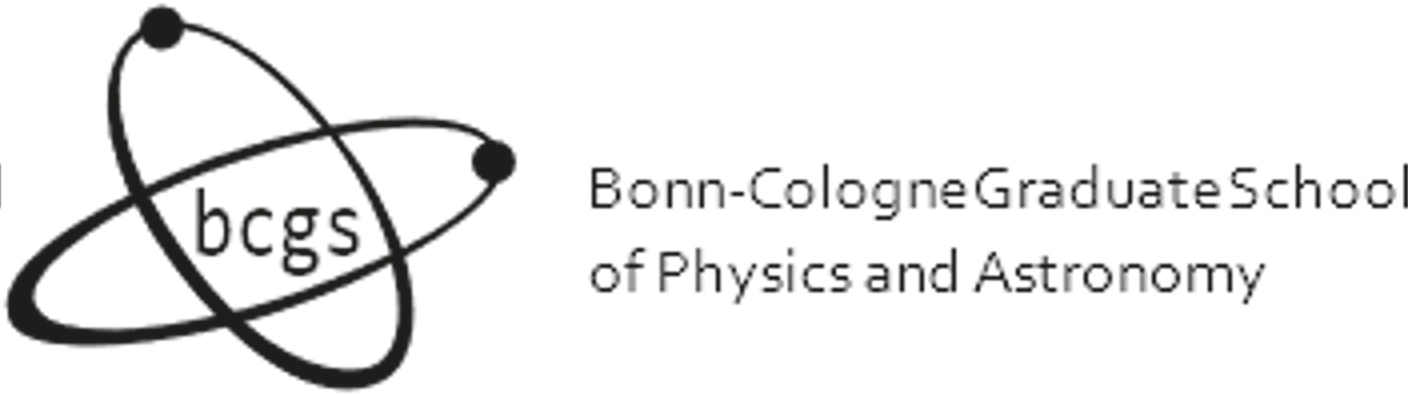 bcgs
Bonn-Cologne Graduate School
of Physics and Astronomy